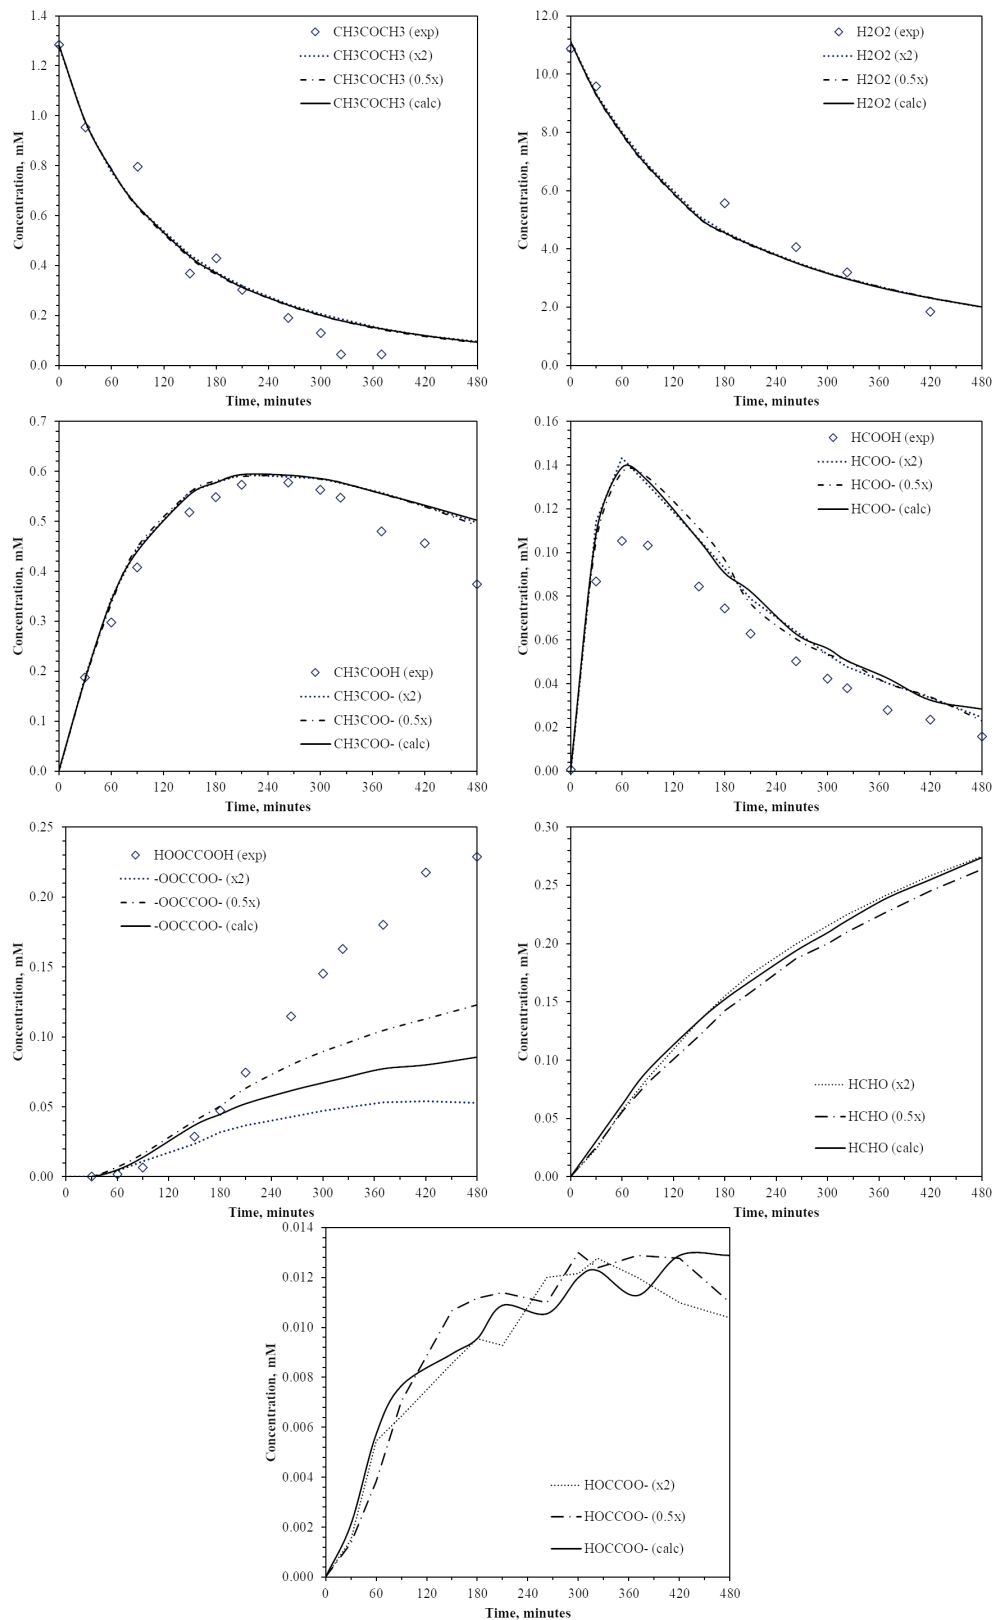 1.4
1.2
1.0
0.8
0.6
0.4
0.2
0.0
Concentration, mM
CH3COCH3 (exp)
CH3COCH3 (x2)
CH3COCH3 (0.5x)
CH3COCH3 (calc)
0 60 120 180 240 300 360 420 480
Time, minutes
12.0
10.0
8.0
6.0
4.0
2.0
0.0
Concentration, mM
H2O2 (exp)
H2O2 (x2)
H2O2 (0.5x)
H2O2 (calc)
0 60 120 180 240 300 360 420 480
Time, minutes
0.7
0.6
0.5
0.4
0.3
0.2
0.1
0.0
Concentration, mM
CH3COOH (exp)
CH3COO- (x2)
CH3COO- (0.5x)
CH3COO- (calc)
0 60 120 180 240 300 360 420 480
Time, minutes
0.16
0.14
0.12
0.10
0.08
0.06
0.04
0.02
0.00
Concentration, mM
HCOOH (exp)
HCOO- (x2)
HCOO- (0.5x)
HCOO- (calc)
0 60 120 180 240 300 360 420 480
Time, minutes
0.25
0.20
0.15
0.10
0.05
0.00
Concentration, mM
HOOCCOOH (exp)
-OOCCOO- (x2)
-OOCCOO- (0.5x)
-OOCCOO- (calc)
0 60 120 180 240 300 360 420 480
Time, minutes
0.30
0.25
0.20
0.15
0.10
0.05
0.00
Concentration, mM
HCHO (x2)
HCHO (0.5x)
HCHO (calc)
0 60 120 180 240 300 360 420 480
Time, minutes
0.014
0.012
0.010
0.008
0.006
0.004
0.002
0.000
Concentration, mM
HOCCOO- (x2)
HOCCOO- (0.5x)
HOCCOO- (calc)
0 60 120 180 240 300 360 420 480
Time, minutes